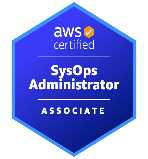 aws
certified
SysOps
Administrator
ASSOCIATE